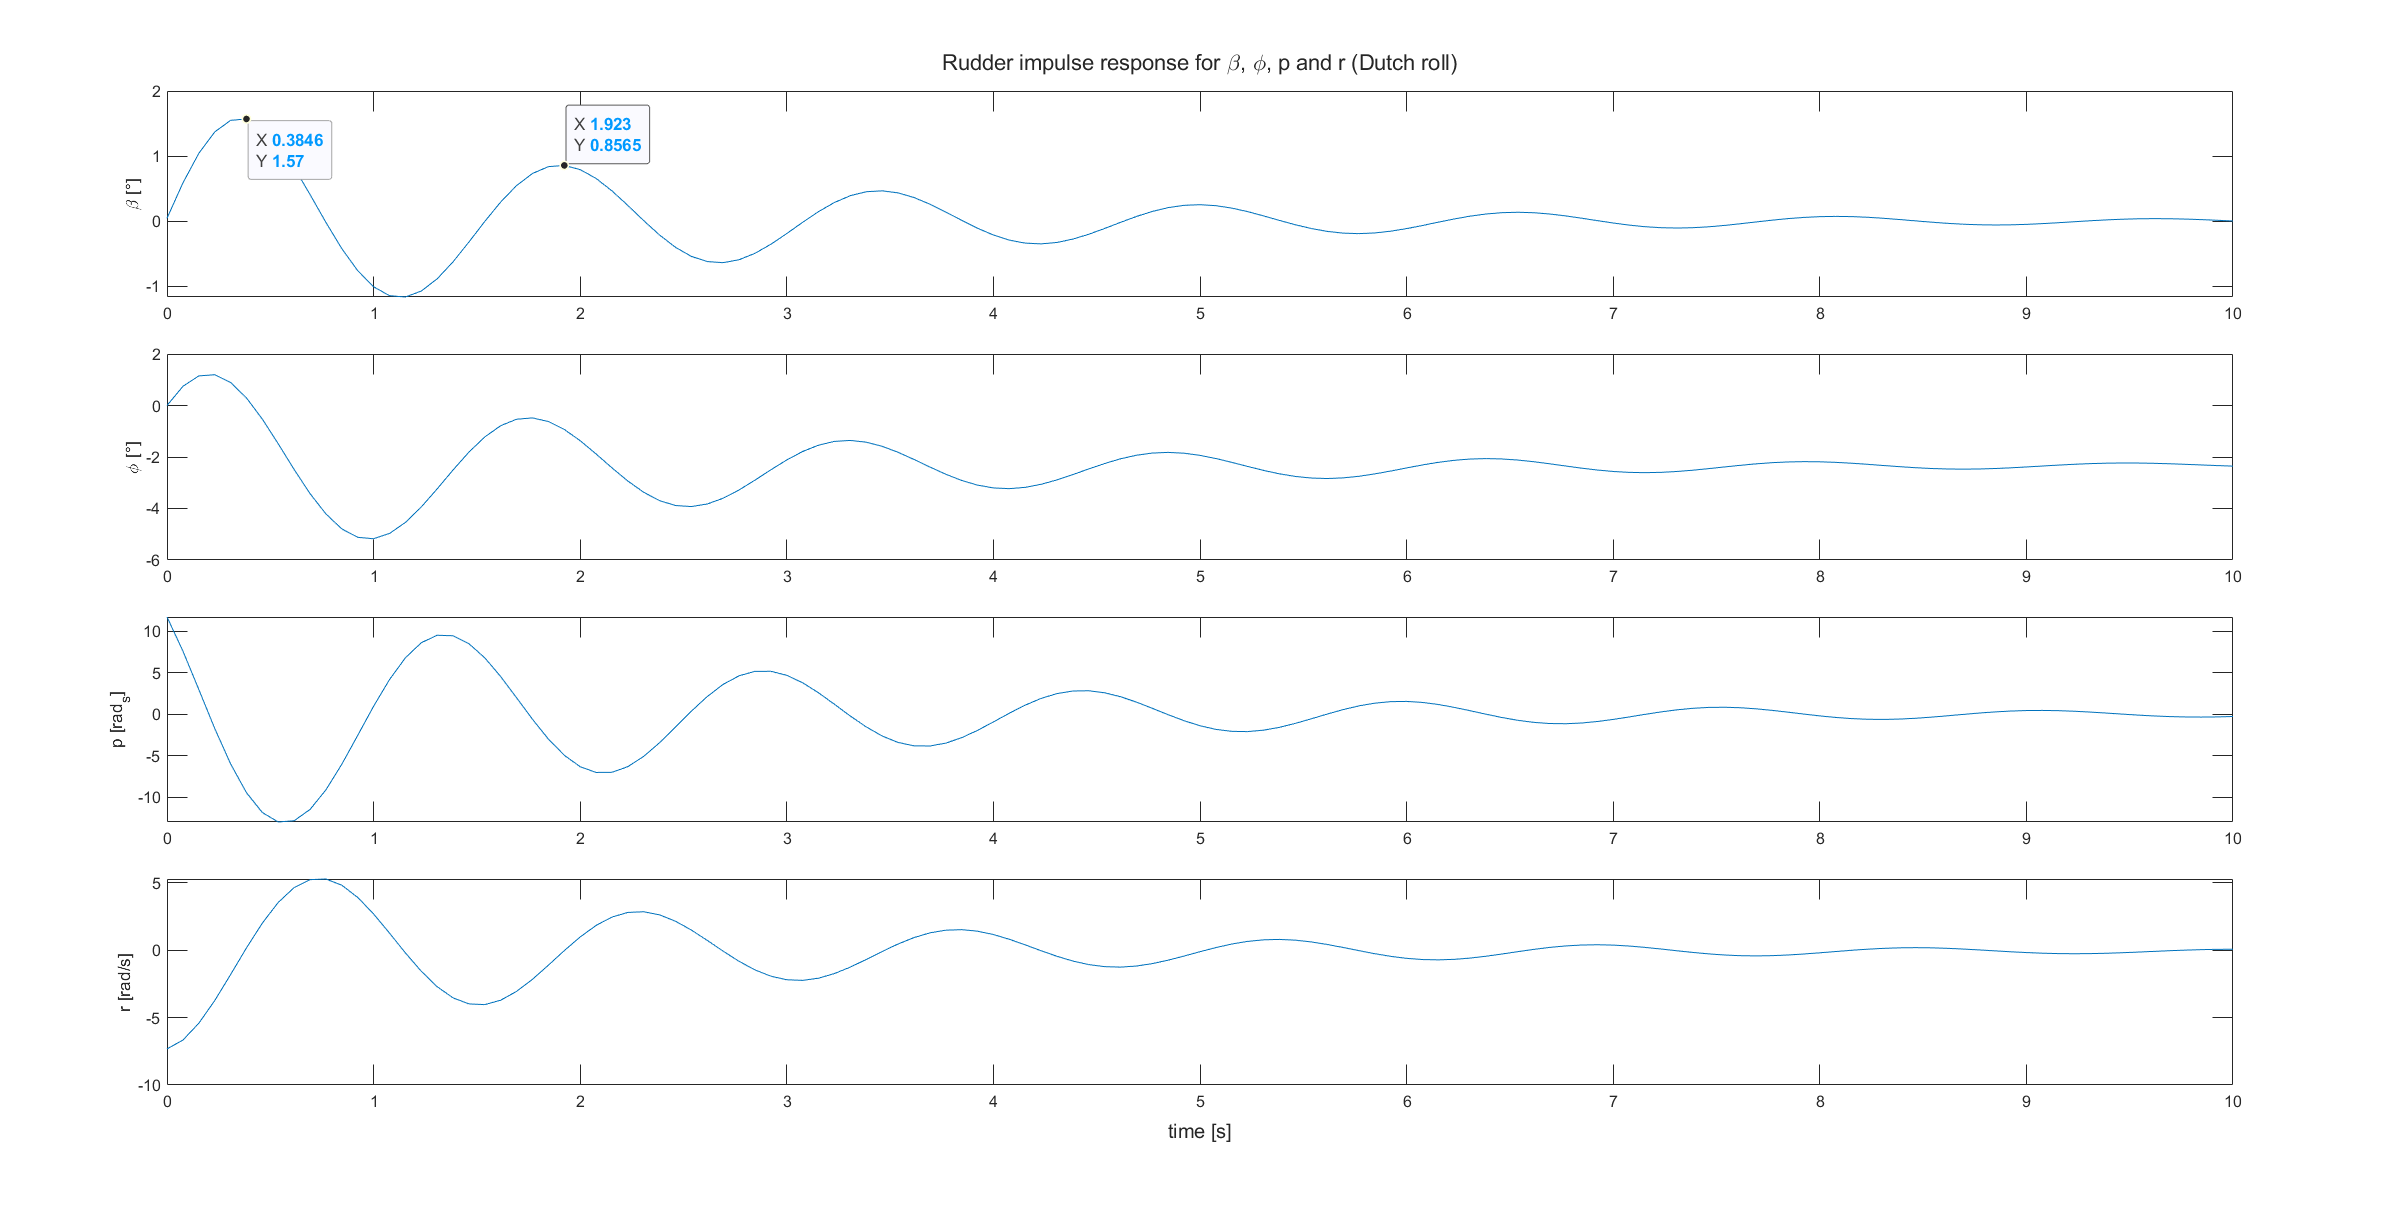 Rudder impulse response for β, ϕ, p and r (Dutch roll)
2
1
0
-1
β [°]
X 0.3846
Y 1.57
X 1.923
Y 0.8565
0 1 2 3 4 5 6 7 8 9 10
2
0
-2
-4
-6
ϕ [°]
0 1 2 3 4 5 6 7 8 9 10
10
5
0
-5
-10
p [rad_s]
0 1 2 3 4 5 6 7 8 9 10
5
0
-5
-10
r [rad/s]
0 1 2 3 4 5 6 7 8 9 10
time [s]